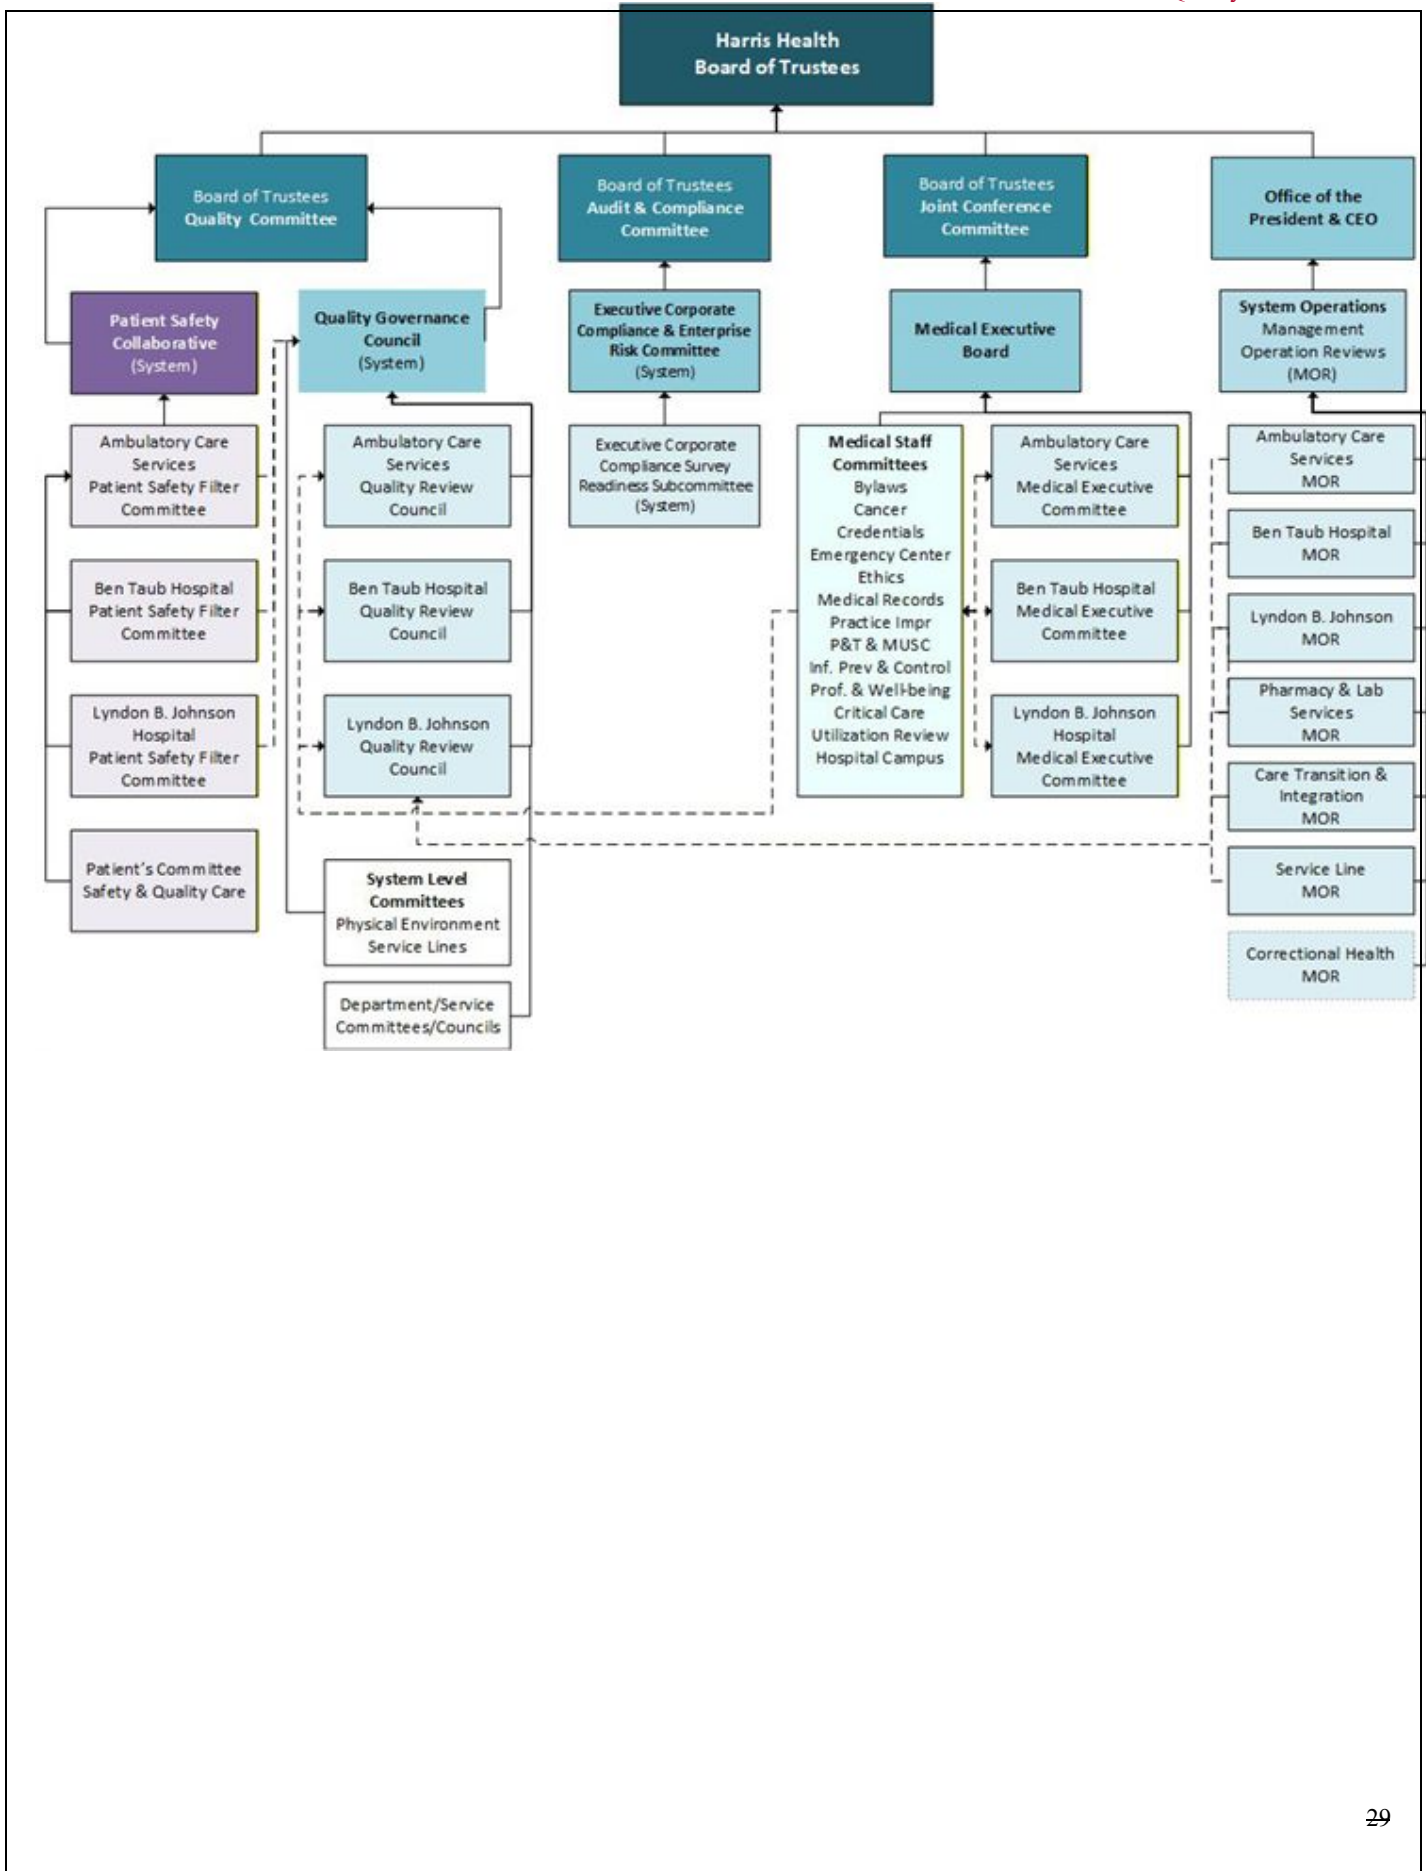 Harris Health
Board of Trustees
Board of Trustees
Quality Committee
Board of Trustees
Audit & Compliance
Committee
Board of Trustees
Joint Conference
Committee
Office of the
President & CEO
Patient Safety
Collaborative
(System)
Quality Governance
Council
(System)
Executive Corporate
Compliance & Enterprise
Risk Committee
(System)
Medical Executive
Board
System Operations
Management
Operation Reviews
(MOR)
Ambulatory Care
Services
Patient Safety Filter
Committee
Ben Taub Hospital
Patient Safety Filter
Committee
Lyndon B. Johnson
Hospital
Patient Safety Filter
Committee
Patient's Committee
Safety & Quality Care
Ambulatory Care
Services
Quality Review
Council
Ben Taub Hospital
Quality Review
Council
Lyndon B. Johnson
Quality Review
Council
System Level
Committees
Physical Environment
Service Lines
Department/Service
Committees/Councils
Executive Corporate
Compliance Survey
Readiness Subcommittee
(System)
Medical Staff
Committees
Bylaws
Cancer
Credentials
Emergency Center
Ethics
Medical Records
Practice Impr
P&T & MUSC
Inf. Prev & Control
Prof. & Well-being
Critical Care
Utilization Review
Hospital Campus
Ambulatory Care
Services
Medical Executive
Committee
Ben Taub Hospital
Medical Executive
Committee
Lyndon B. Johnson
Hospital
Medical Executive
Committee
Ambulatory Care
Services
MOR
Ben Taub Hospital
MOR
Lyndon B. Johnson
MOR
Pharmacy & Lab
Services
MOR
Care Transition &
Integration
MOR
Service Line
MOR
Correctional Health
MOR
29